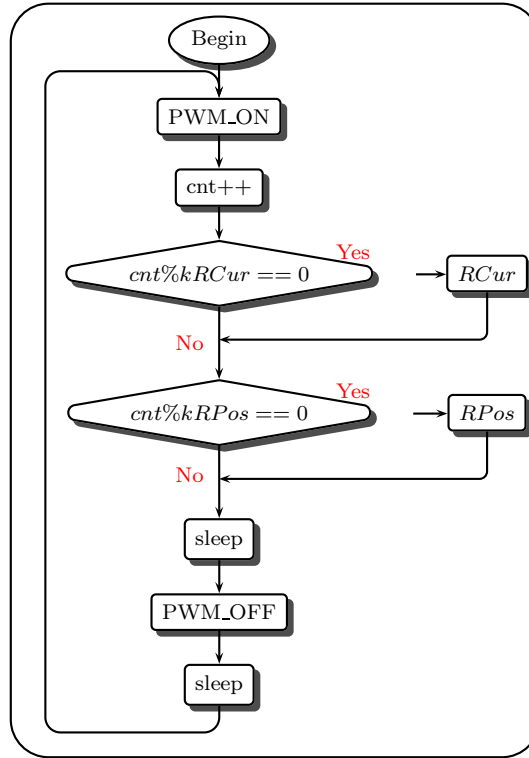 Begin
PWM_ON
cnt++
Yes
cnt%kRCur == 0
RCur
No
Yes
cnt%kRPos == 0
RPos
No
sleep
PWM_OFF
sleep